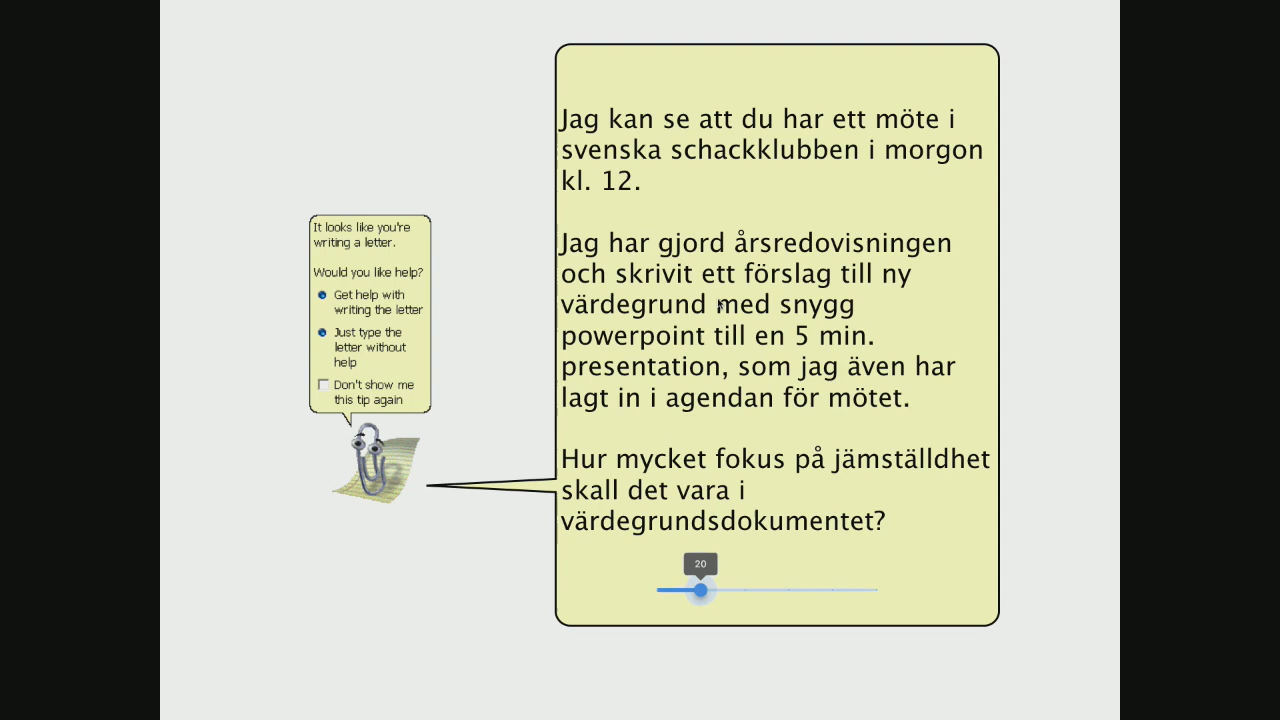 It looks like you're
writing a letter.
Would you like help?
Get help with
writing the letter
Just type the
letter without
help
Don't show me
this tip again
Jag kan se att du har ett möte i
svenska schackklubben i morgon
kl. 12.
Jag har gjord årsredovisningen
och skrivit ett förslag till ny
värdegrund med snygg
powerpoint till en 5 min.
presentation, som jag även har
lagt in i agendan för mötet.
Hur mycket fokus på jämställdhet
skall det vara i
värdegrundsdokumentet?
20